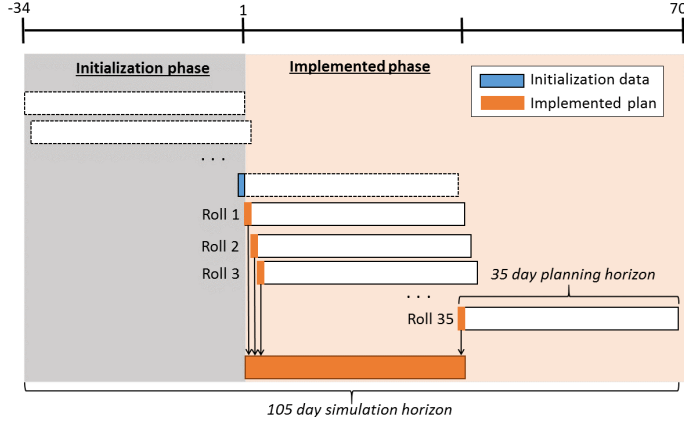 -34 1 70
Initialization phase
Implemented phase
Initialization data
Implemented plan
. . .
Roll 1
Roll 2
Roll 3
35 day planning horizon
. . .
Roll 35
105 day simulation horizon